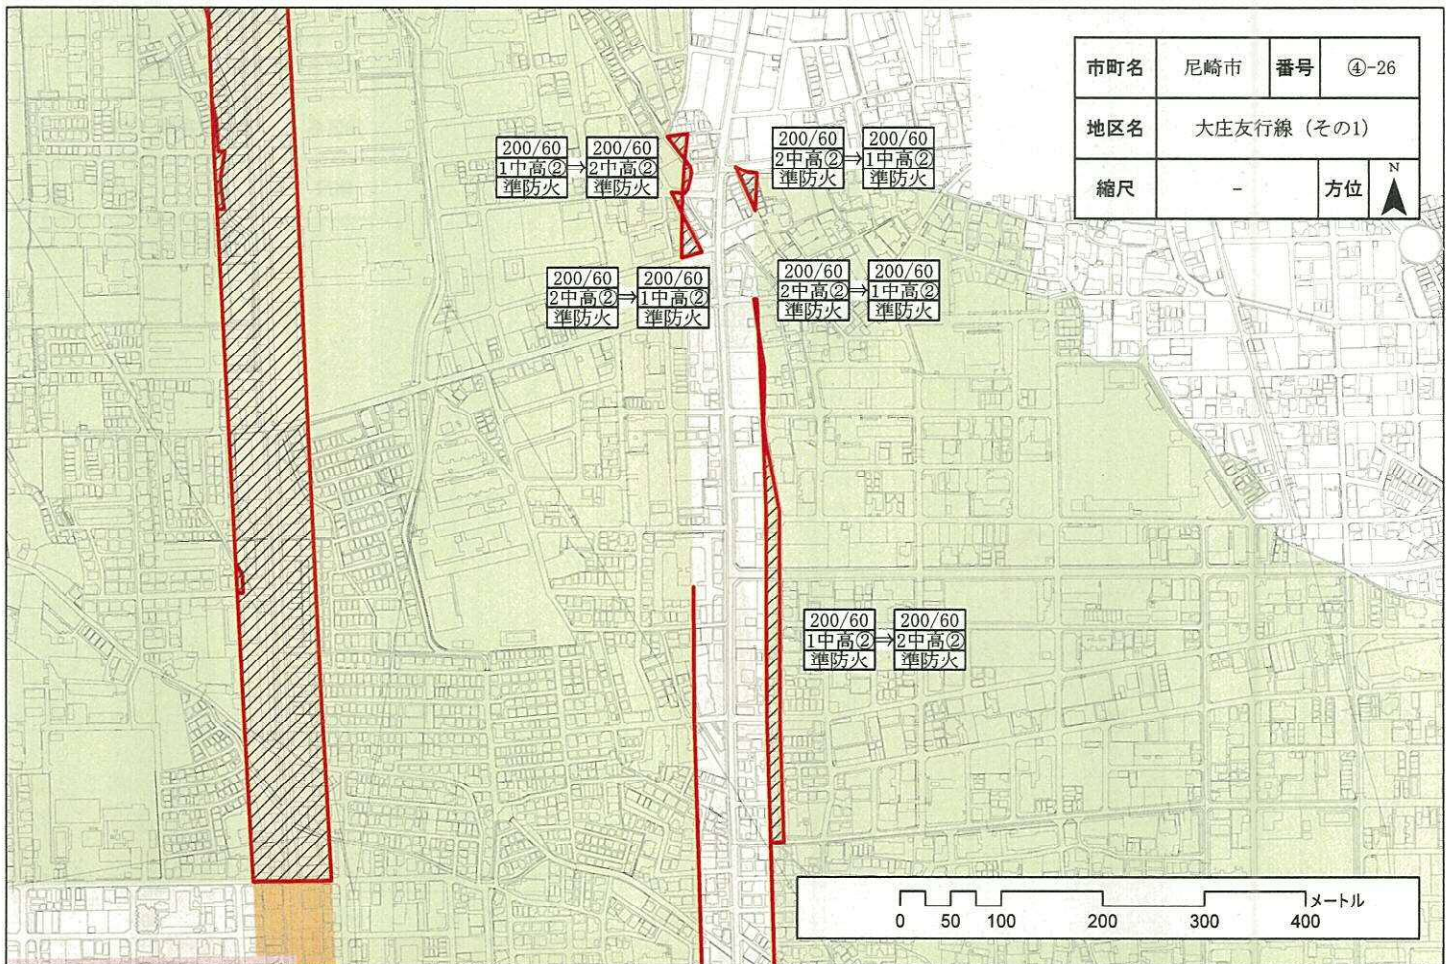 市町名 尼崎市 番号 ④-26
地区名 大庄友行線（その1）
縮尺 - 方位 N
200/60 200/60
1中高②⇒2中高②
準防火 準防火
200/60 200/60
2中高②⇒1中高②
準防火 準防火
200/60 200/60
2中高②⇒1中高②
準防火 準防火
200/60 200/60
2中高②⇒1中高②
準防火 準防火
200/60 200/60
1中高②⇒2中高②
準防火 準防火
メートル
0 50 100 200 300 400